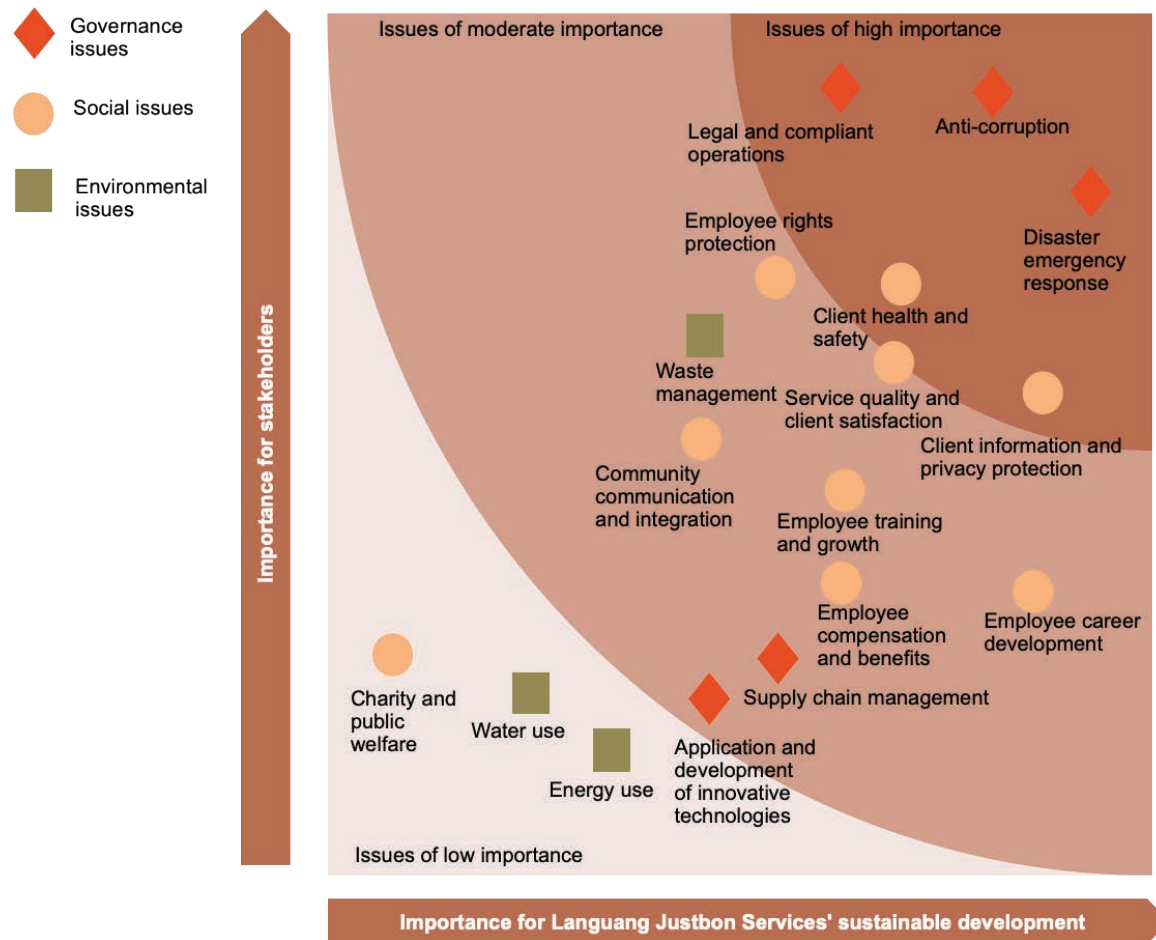 Governance
issues
Social issues
Environmental
issues
Importance for stakeholders
Issues of moderate importance
Issues of high importance
Legal and compliant
operations
Anti-corruption
Employee rights
protection
Disaster
emergency
response
Client health and
safety
Waste
management
Service quality and
client satisfaction
Client information and
privacy protection
Community
communication
and integration
Employee training
and growth
Employee
compensation
and benefits
Employee career
development
Charity and
public
welfare
Water use
Supply chain management
Energy use
Application and
development
of innovative
technologies
Issues of low importance
Importance for Languang Justbon Services' sustainable development